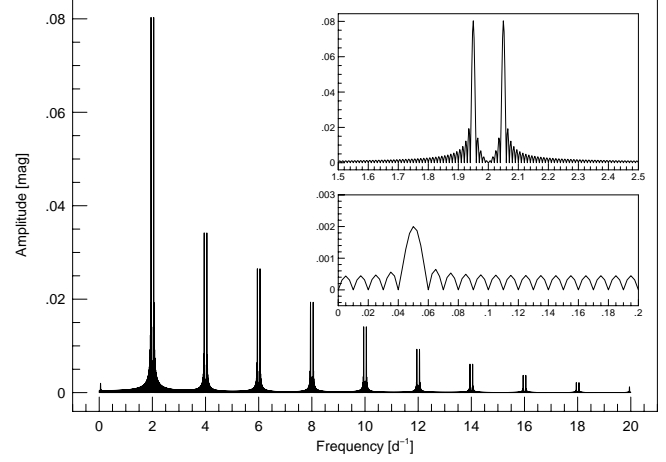 .08
.06
.04
.02
0
Amplitude [mag]
0 2 4 6 8 10 12 14 16 18 20
Frequency [d⁻¹]
.08
.06
.04
.02
0
1.5 1.6 1.7 1.8 1.9 2 2.1 2.2 2.3 2.4 2.5
.003
.002
.001
0
0 .02 .04 .06 .08 .1 .12 .14 .16 .18 .2